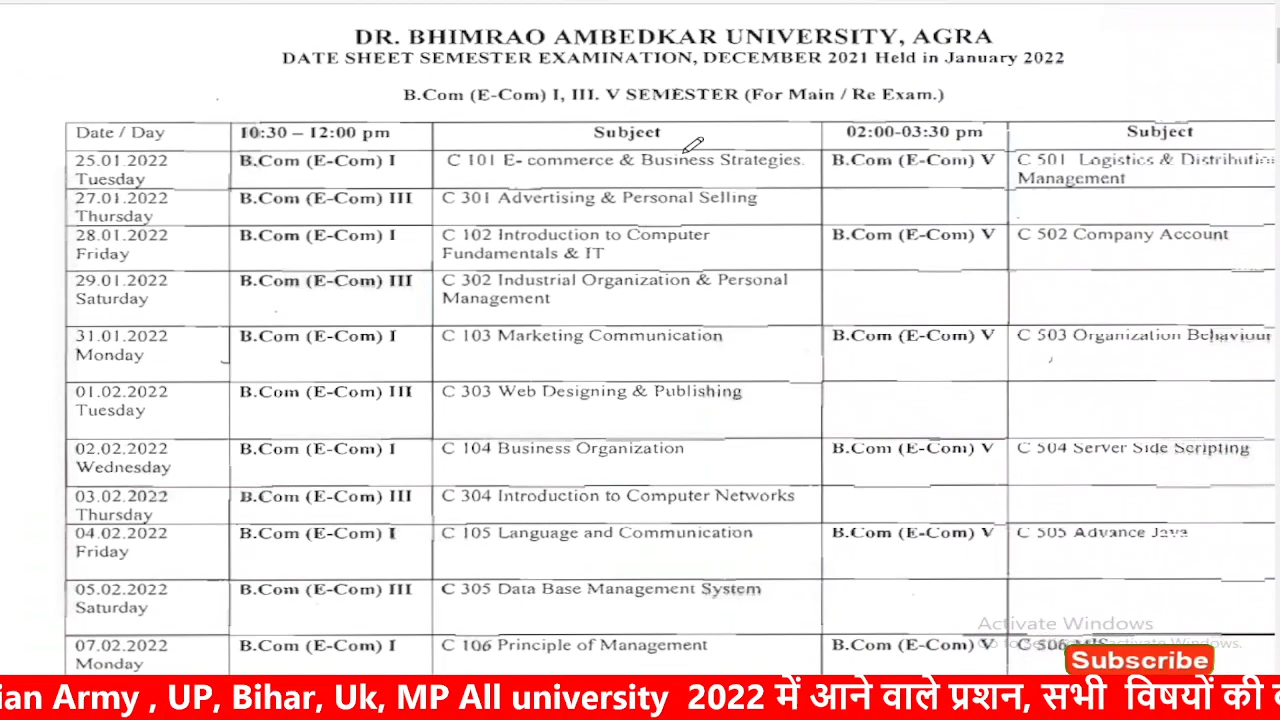 DR. BHIMRAO AMBEDKAR UNIVERSITY, AGRA
DATE SHEET SEMESTER EXAMINATION, DECEMBER 2021 Held in January 2022
B.Com (E-Com) I, III. V SEMESTER (For Main / Re Exam.)
Date / Day 10:30 – 12:00 pm Subject 02:00-03:30 pm Subject
25.01.2022 B.Com (E-Com) I C 101 E- commerce & Business Strategies. B.Com (E-Com) V C 501 Logistics & Distributi
Tuesday Management
27.01.2022 B.Com (E-Com) III C 301 Advertising & Personal Selling
Thursday
28.01.2022 B.Com (E-Com) I C 102 Introduction to Computer B.Com (E-Com) V C 502 Company Account
Friday Fundamentals & IT
29.01.2022 B.Com (E-Com) III C 302 Industrial Organization & Personal
Saturday Management
31.01.2022 B.Com (E-Com) I C 103 Marketing Communication B.Com (E-Com) V C 503 Organization Behaviour
Monday
01.02.2022 B.Com (E-Com) III C 303 Web Designing & Publishing
Tuesday
02.02.2022 B.Com (E-Com) I C 104 Business Organization B.Com (E-Com) V C 504 Server Side Scripting
Wednesday
03.02.2022 B.Com (E-Com) III C 304 Introduction to Computer Networks
Thursday
04.02.2022 B.Com (E-Com) I C 105 Language and Communication B.Com (E-Com) V C 505 Advance Java
Friday
05.02.2022 B.Com (E-Com) III C 305 Data Base Management System
Saturday
Activate Windows
07.02.2022 B.Com (E-Com) I C 106 Principle of Management B.Com (E-Com) V C 506 MIS
Monday
Subscribe
ian Army , UP, Bihar, Uk, MP All university 2022 में आने वाले प्रशन, सभी विषयों की